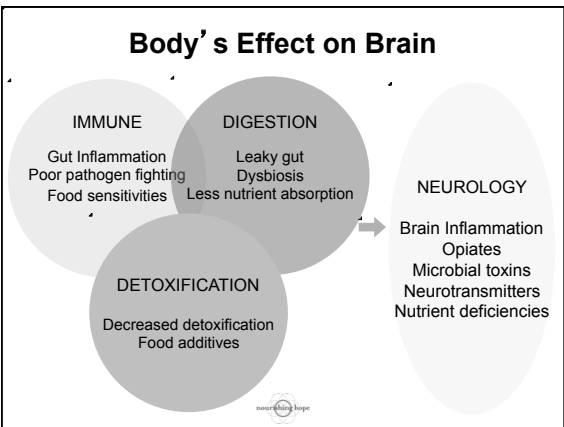 Body’s Effect on Brain
IMMUNE
Gut Inflammation
Poor pathogen fighting
Food sensitivities
DIGESTION
Leaky gut
Dysbiosis
Less nutrient absorption
DETOXIFICATION
Decreased detoxification
Food additives
NEUROLOGY
Brain Inflammation
Opiates
Microbial toxins
Neurotransmitters
Nutrient deficiencies
nourishing hope